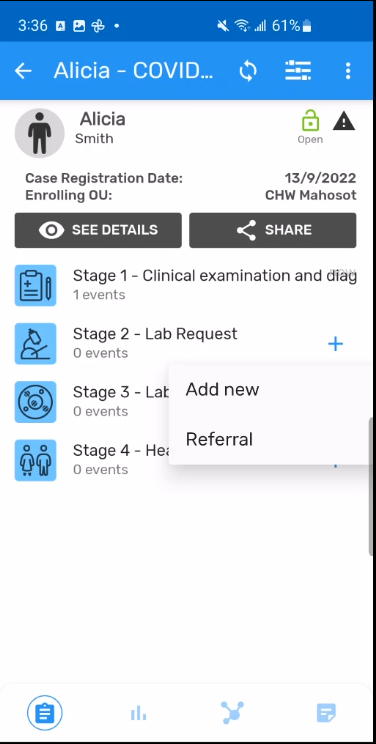 3:36 61%
Alicia - COVID...
Alicia
Smith
Open
Case Registration Date: 13/9/2022
Enrolling OU: CHW Mahosot
SEE DETAILS SHARE
Stage 1 - Clinical examination and diag
1 events
Stage 2 - Lab Request
0 events
Add new
Stage 3 - Lab
0 events
Referral
Stage 4 - Hea
0 events